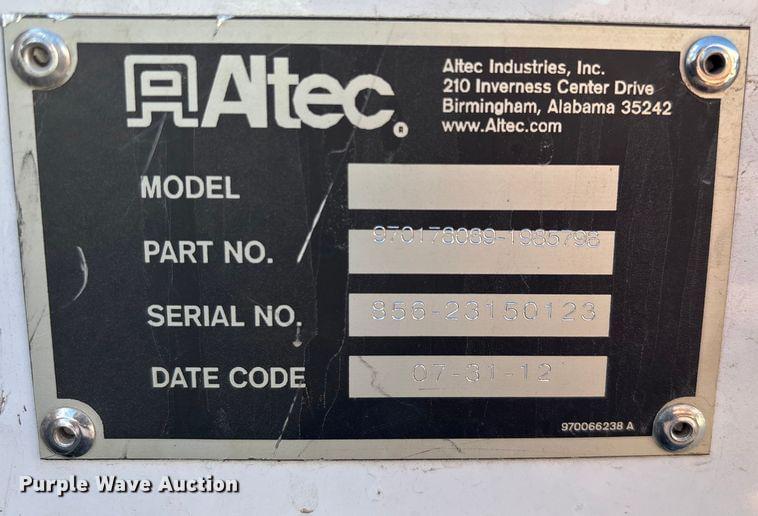 Altec®
Altec Industries, Inc.
210 Inverness Center Drive
Birmingham, Alabama 35242
www.Altec.com
MODEL
PART NO. 970178089-1985798
SERIAL NO. 856-23150123
DATE CODE 07-31-12
970066238 A
Purple Wave Auction